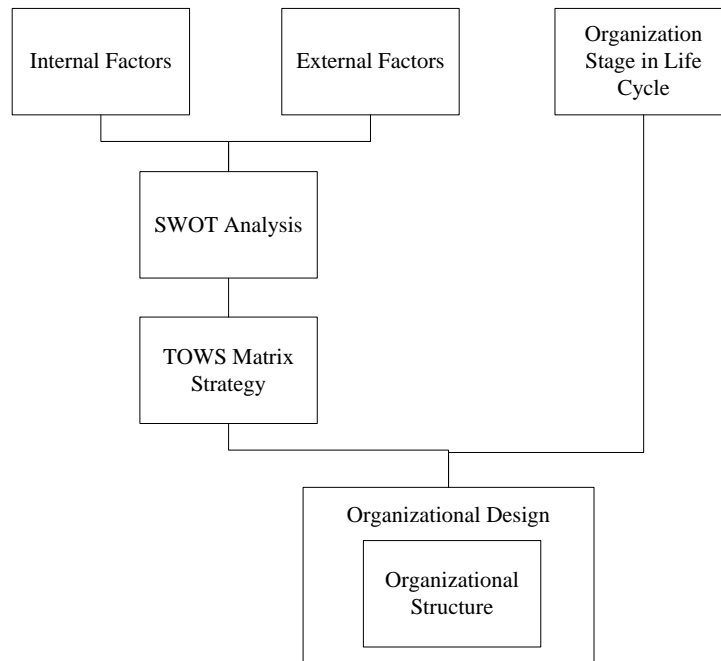 Internal Factors
External Factors
Organization
Stage in Life
Cycle
SWOT Analysis
TOWS Matrix
Strategy
Organizational Design
Organizational
Structure